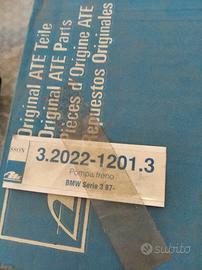 Original ATE Teile
Original ATE Parts
Pièces d'Origine ATE
Repuestos Originales
3.2022-1201.3
Pompa freno
BMW Serie 3 87-
subito